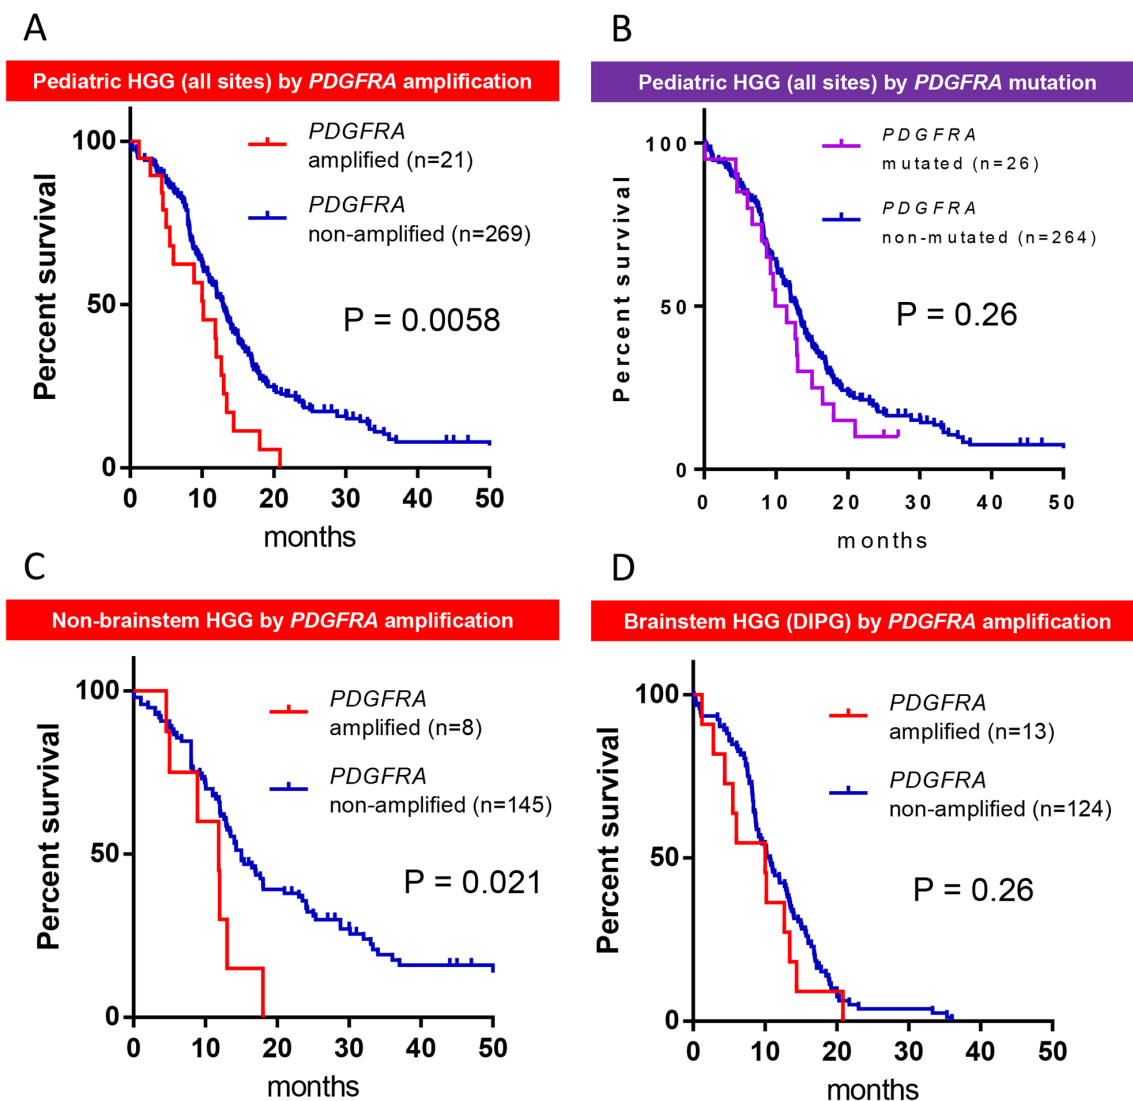 A
Pediatric HGG (all sites) by PDGFRA amplification
PDGFRA
amplified (n=21)
PDGFRA
non-amplified (n=269)
P = 0.0058
Percent survival
100
50
0
0 10 20 30 40 50
months
B
Pediatric HGG (all sites) by PDGFRA mutation
PDGFRA
mutated (n=26)
PDGFRA
non-mutated (n=264)
P = 0.26
Percent survival
100
50
0
0 10 20 30 40 50
months
C
Non-brainstem HGG by PDGFRA amplification
PDGFRA
amplified (n=8)
PDGFRA
non-amplified (n=145)
P = 0.021
Percent survival
100
50
0
0 10 20 30 40 50
months
D
Brainstem HGG (DIPG) by PDGFRA amplification
PDGFRA
amplified (n=13)
PDGFRA
non-amplified (n=124)
P = 0.26
Percent survival
100
50
0
0 10 20 30 40 50
months